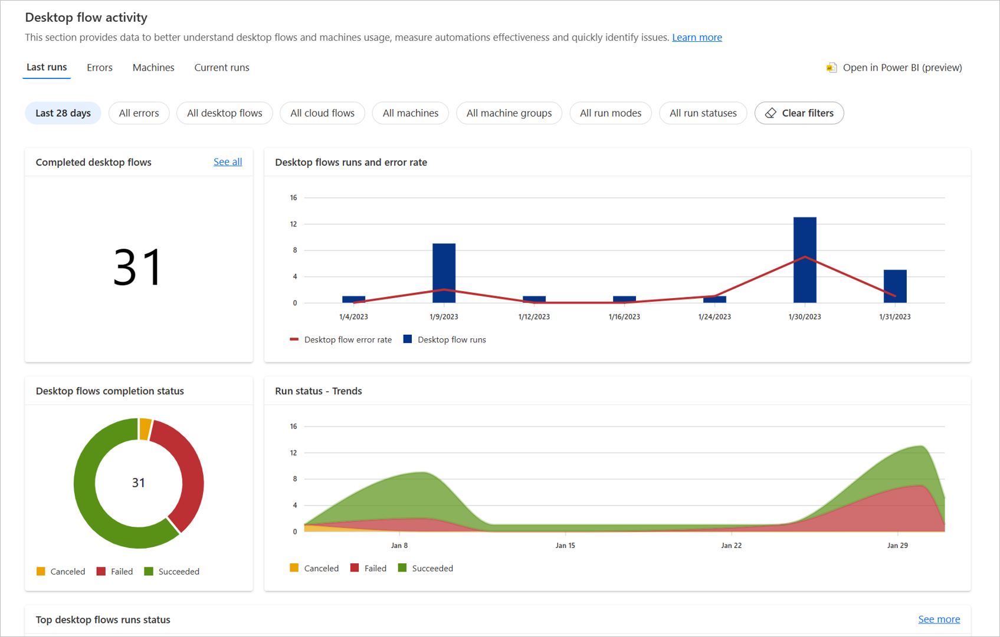 Desktop flow activity
This section provides data to better understand desktop flows and machines usage, measure automations effectiveness and quickly identify issues. Learn more
Last runs Errors Machines Current runs Open in Power BI (preview)
Last 28 days All errors All desktop flows All cloud flows All machines All machine groups All run modes All run statuses Clear filters
Completed desktop flows See all
31
Desktop flows runs and error rate
16
12
8
4
0
1/4/2023 1/9/2023 1/12/2023 1/16/2023 1/24/2023 1/30/2023 1/31/2023
Desktop flow error rate Desktop flow runs
Desktop flows completion status
31
Canceled Failed Succeeded
Run status - Trends
16
12
8
4
0
Jan 8 Jan 15 Jan 22 Jan 29
Canceled Failed Succeeded
Top desktop flows runs status See more